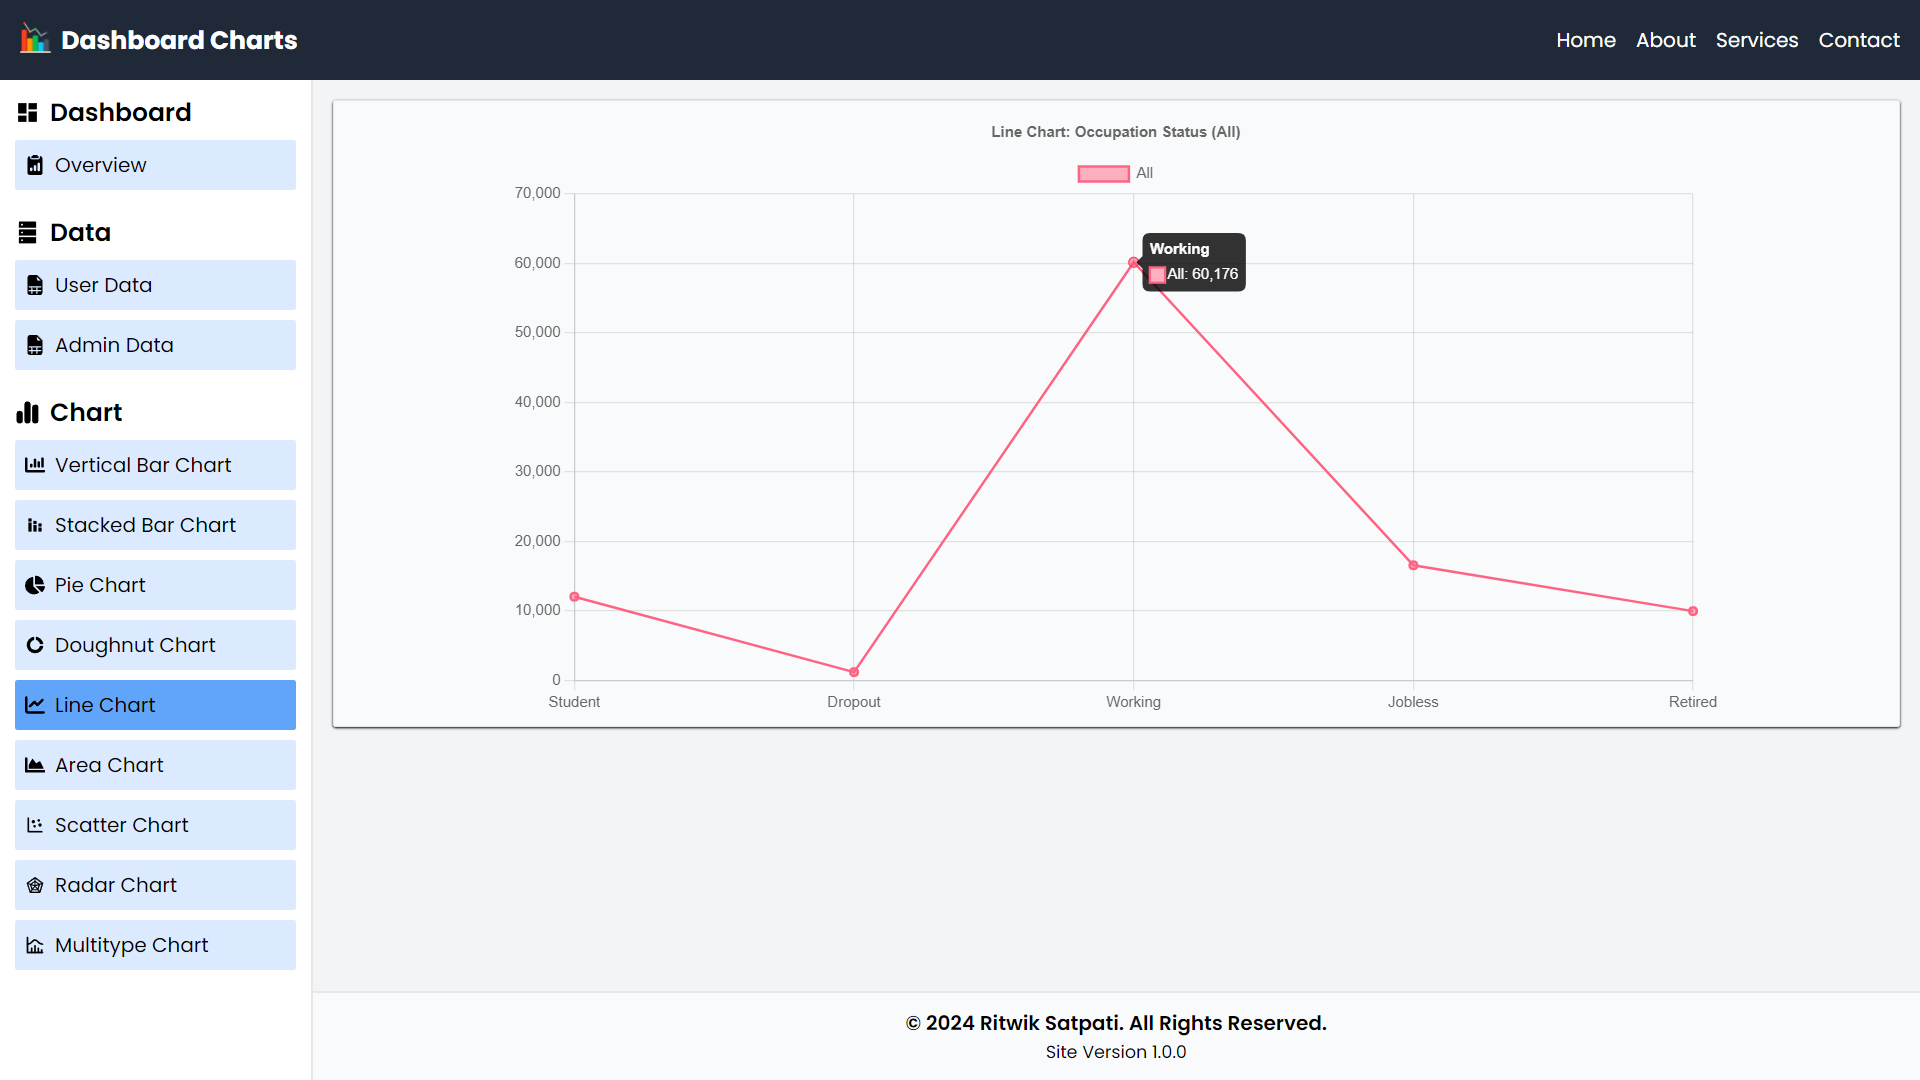 Dashboard Charts
Home About Services Contact
Dashboard
Overview
Data
User Data
Admin Data
Chart
Vertical Bar Chart
Stacked Bar Chart
Pie Chart
Doughnut Chart
Line Chart
Area Chart
Scatter Chart
Radar Chart
Multitype Chart
Line Chart: Occupation Status (All)
All
70,000
60,000
50,000
40,000
30,000
20,000
10,000
0
Working
All: 60,176
Student Dropout Working Jobless Retired
© 2024 Ritwik Satpati. All Rights Reserved.
Site Version 1.0.0